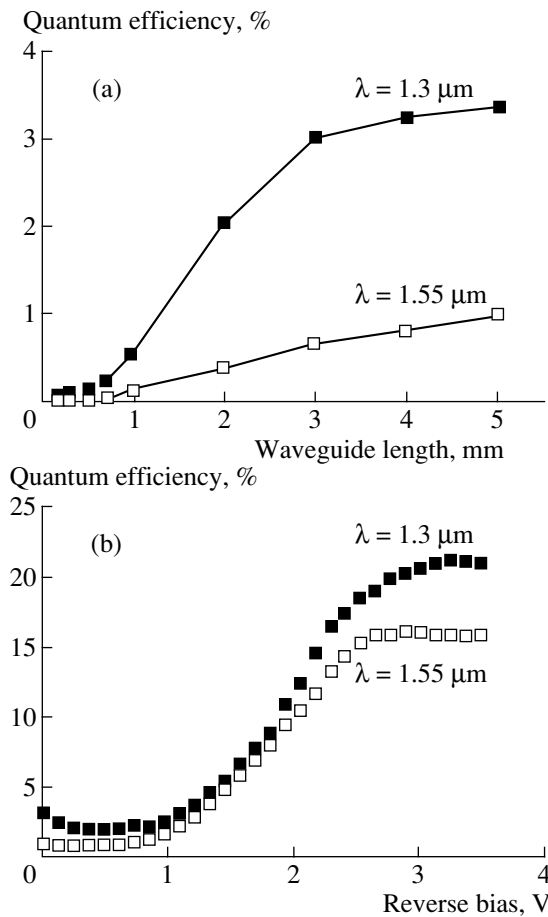 Quantum efficiency, %
4
(a)
λ = 1.3 μm
3
2
λ = 1.55 μm
1
0
1 2 3 4 5
Waveguide length, mm
Quantum efficiency, %
25
(b)
λ = 1.3 μm
20
15
λ = 1.55 μm
10
5
0 1 2 3 4
Reverse bias, V